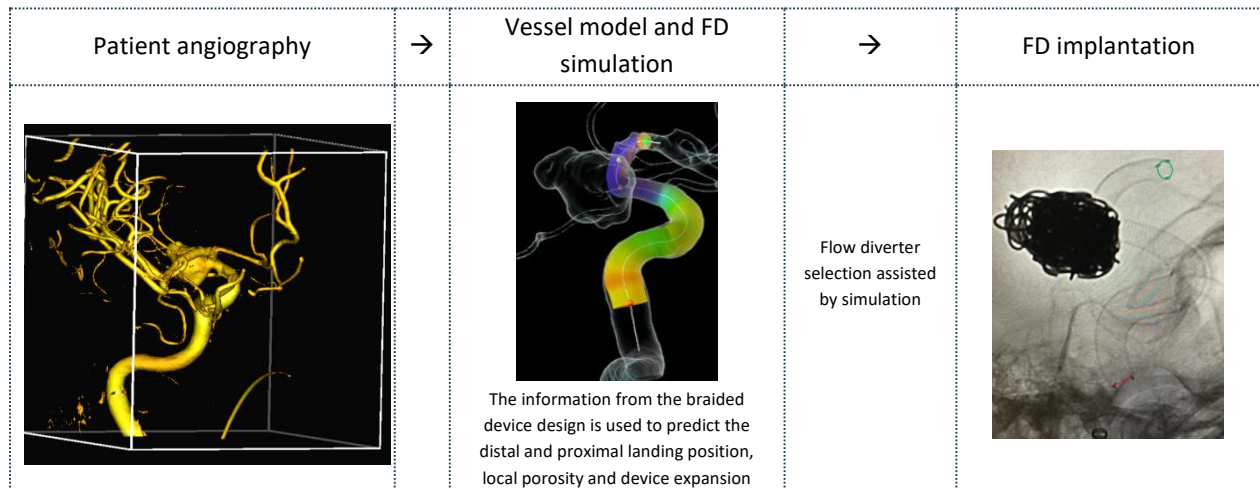 Patient angiography
→
Vessel model and FD
simulation
→
FD implantation
The information from the braided
device design is used to predict the
distal and proximal landing position,
local porosity and device expansion
Flow diverter
selection assisted
by simulation